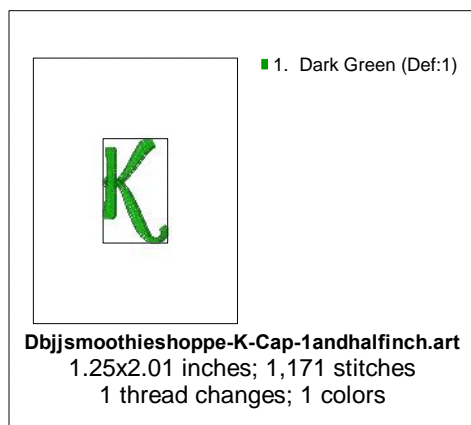 1. Dark Green (Def:1)
K
Dbjjsmoothieshoppe-K-Cap-1andhalfinch.art
1.25x2.01 inches; 1,171 stitches
1 thread changes; 1 colors